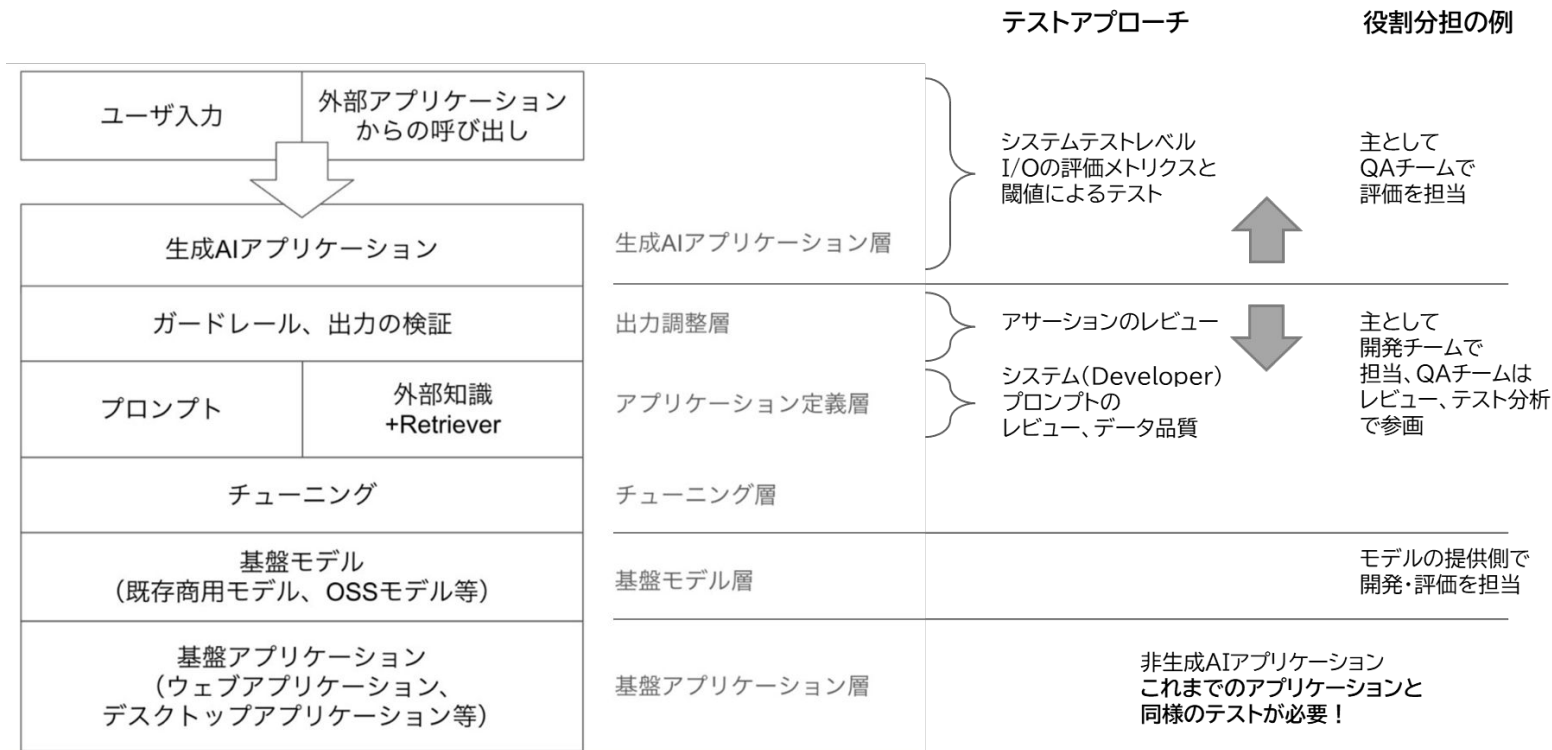 テストアプローチ
役割分担の例
ユーザ入力
外部アプリケーション
からの呼び出し
システムテストレベル
I/Oの評価メトリクスと
閾値によるテスト
主として
QAチームで
評価を担当
生成AIアプリケーション
生成AIアプリケーション層
ガードレール、出力の検証
出力調整層
アサーションのレビュー
主として
開発チームで
担当、QAチームは
レビュー、テスト分析
で参画
プロンプト
外部知識
+Retriever
アプリケーション定義層
システム(Developer)
プロンプトの
レビュー、データ品質
チューニング
チューニング層
基盤モデル
（既存商用モデル、OSSモデル等）
基盤モデル層
モデルの提供側で
開発・評価を担当
基盤アプリケーション
（ウェブアプリケーション、
デスクトップアプリケーション等）
基盤アプリケーション層
非生成AIアプリケーション
これまでのアプリケーションと
同様のテストが必要！